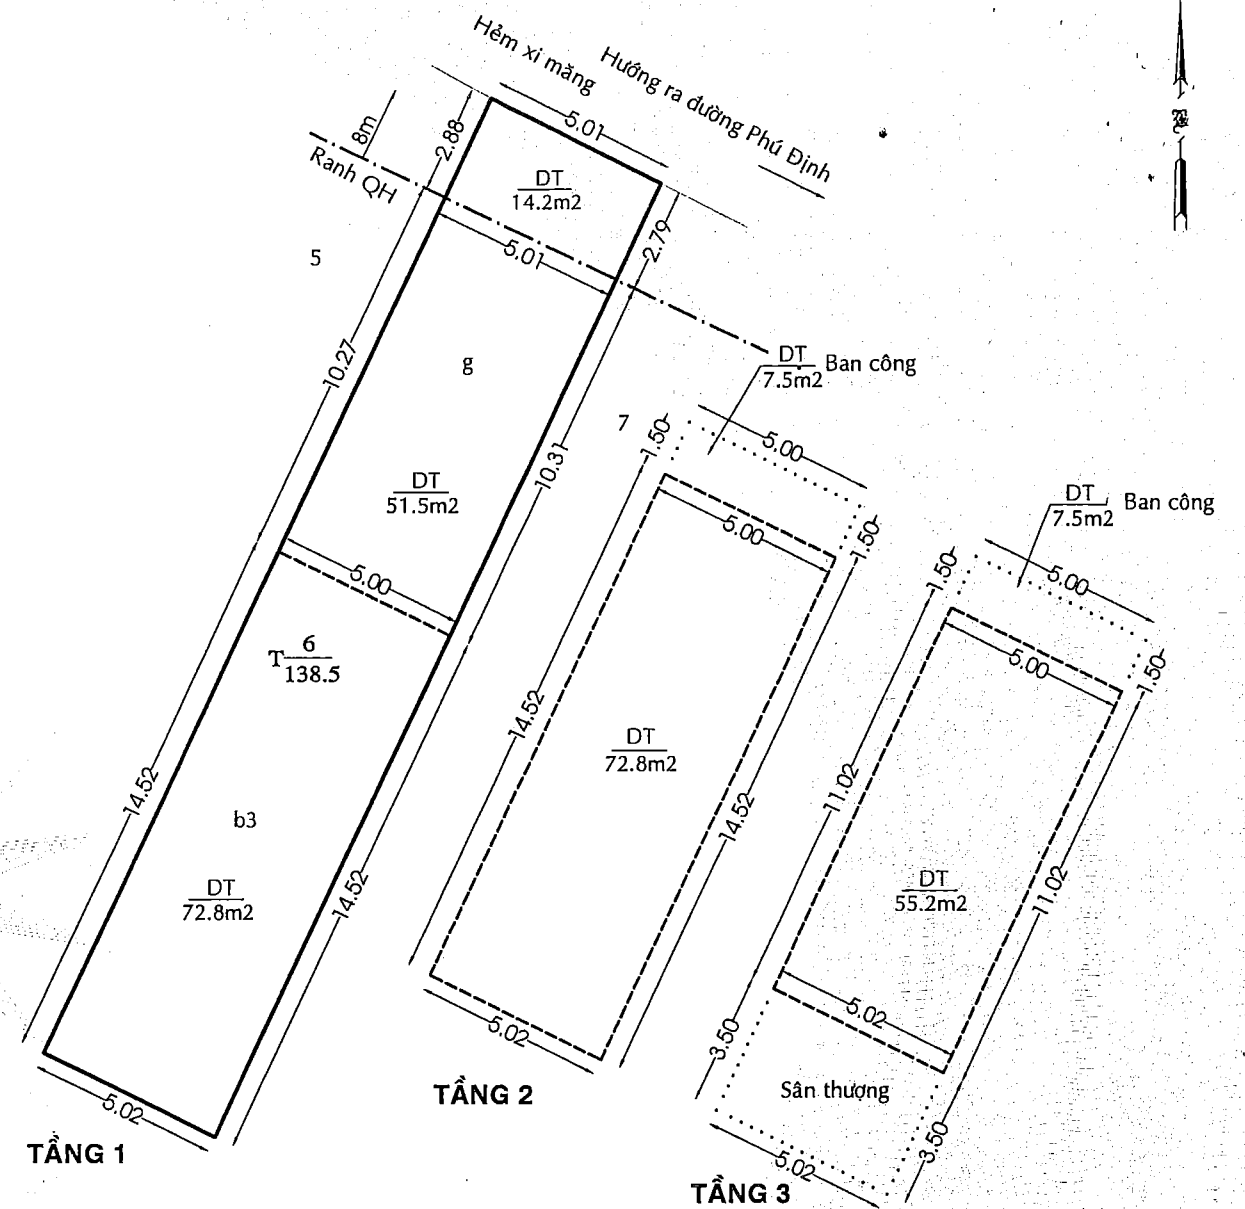 Hẻm xi măng
Hướng ra đường Phú Định
5.01
2.88
8m
Ranh QH
DT
14.2m2
2.79
5.01
5
g
10.27
10.31
7
DT
51.5m2
5.00
T 6
138.5
14.52
b3
DT
72.8m2
14.52
5.02
TẦNG 1
DT
7.5m2
Ban công
1.50
5.00
5.00
1.50
14.52
DT
72.8m2
14.52
5.02
TẦNG 2
DT
7.5m2
Ban công
1.50
5.00
5.00
1.50
11.02
DT
55.2m2
11.02
5.02
3.50
Sân thượng
3.50
5.02
TẦNG 3